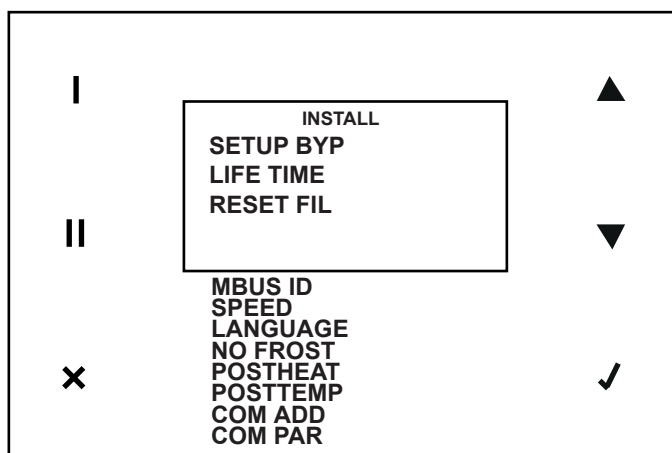 I
INSTALL
SETUP BYP
LIFE TIME
RESET FIL
II
MBUS ID
SPEED
LANGUAGE
NO FROST
POSTHEAT
POSTTEMP
COM ADD
COM PAR